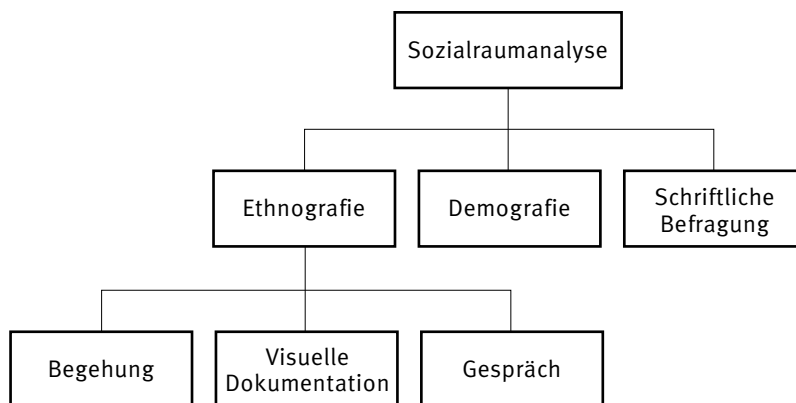 Sozialraumanalyse
Ethnografie
Demografie
Schriftliche
Befragung
Begehung
Visuelle
Dokumentation
Gespräch